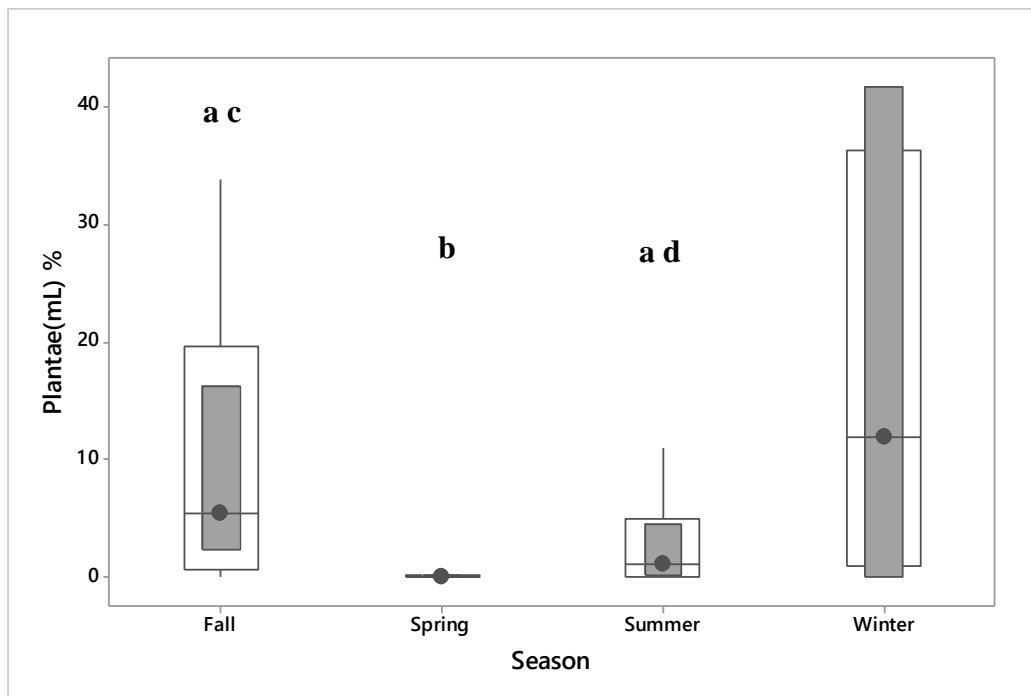 Plantae(mL) %
40
30
20
10
0
a c
b
a d
Fall Spring Summer Winter
Season